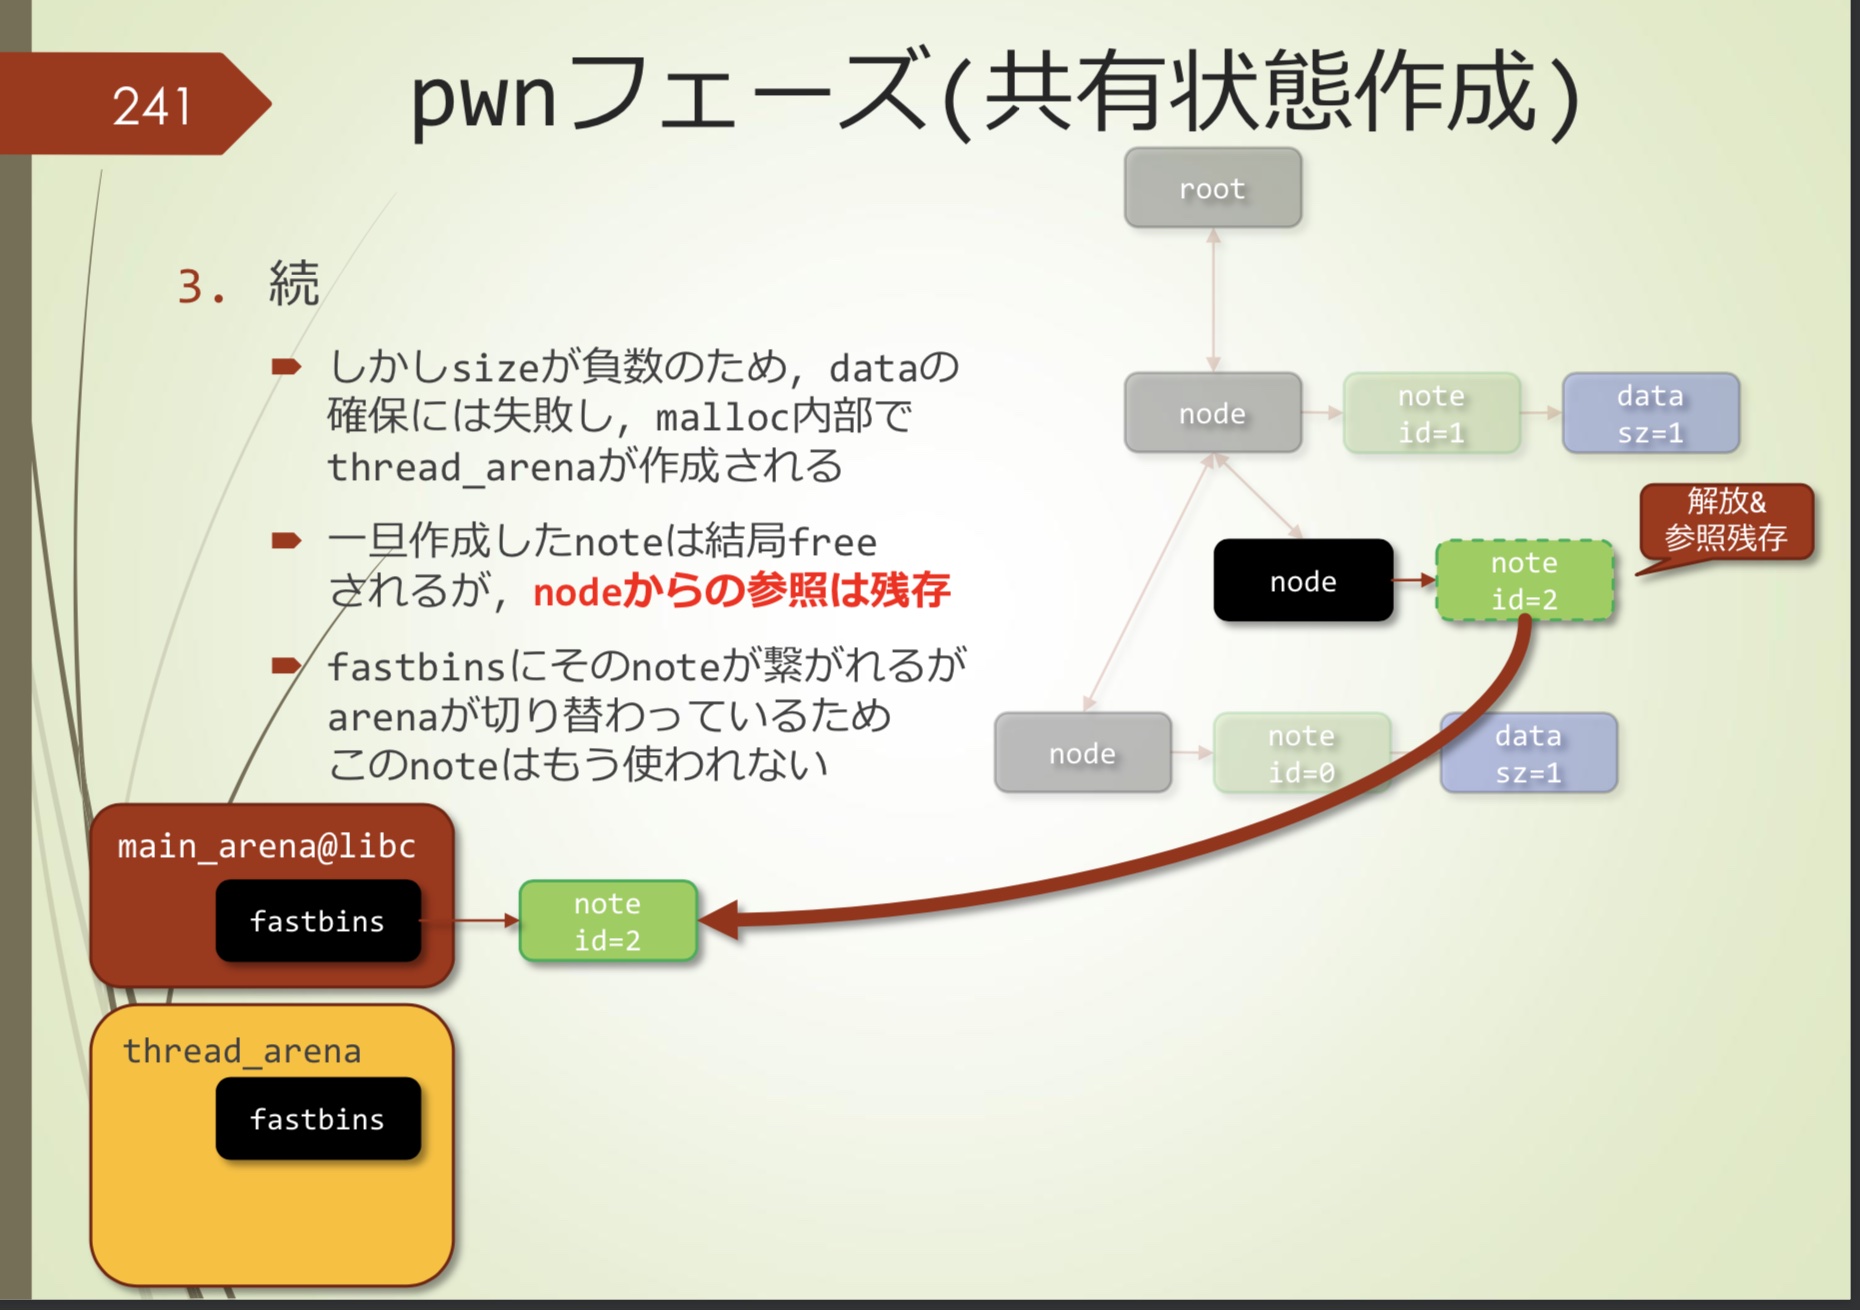 241
pwnフェーズ(共有状態作成)
3. 続
しかしsizeが負数のため, dataの
確保には失敗し, malloc内部で
thread_arenaが作成される
一旦作成したnoteは結局free
されるが, nodeからの参照は残存
fastbinsにそのnoteが繋がれるが
arenaが切り替わっているため
このnoteはもう使われない
root
node
note
id=1
data
sz=1
解放&
参照残存
node
note
id=2
node
note
id=0
data
sz=1
main_arena@libc
fastbins
note
id=2
thread_arena
fastbins